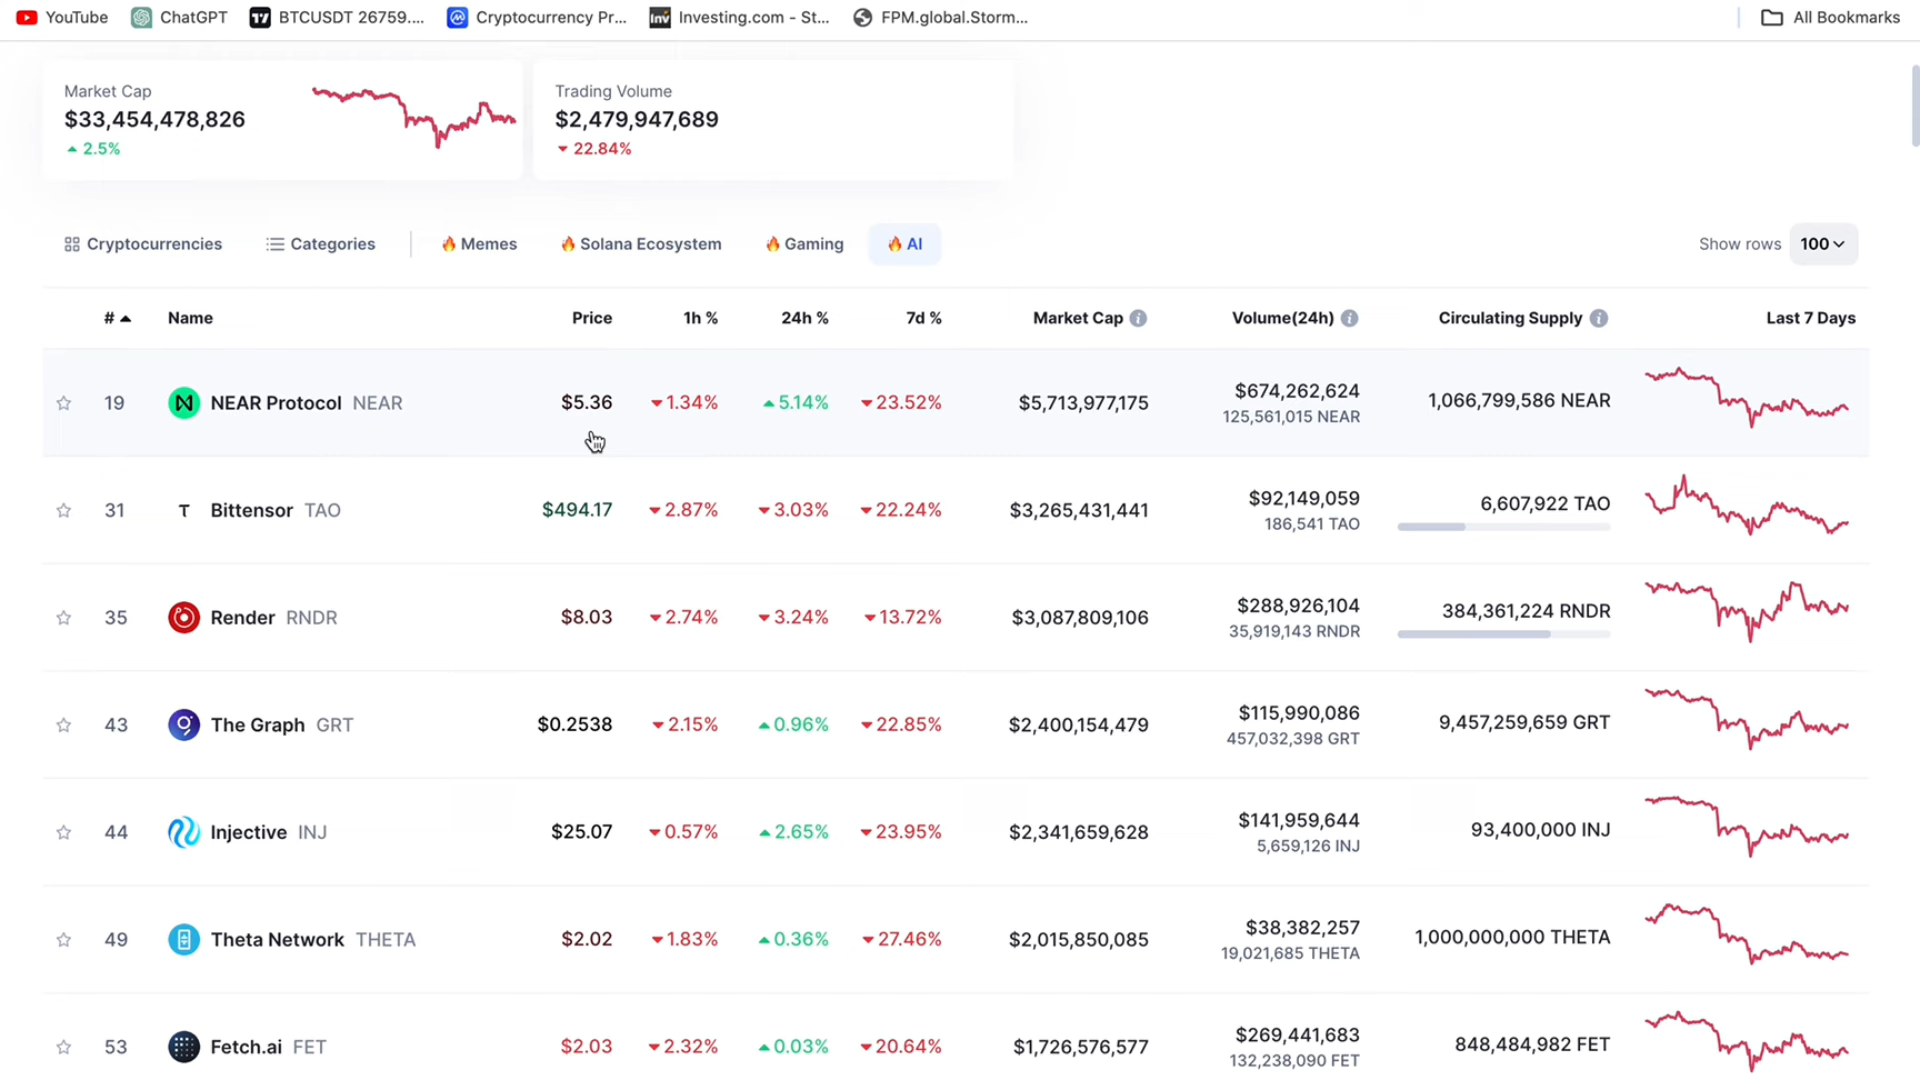 YouTube ChatGPT BTCUSDT 26759.... Cryptocurrency Pr... Investing.com - St... FPM.global.Storm... All Bookmarks
Market Cap
$33,454,478,826
2.5%
Trading Volume
$2,479,947,689
22.84%
Cryptocurrencies Categories Memes Solana Ecosystem Gaming AI Show rows 100
# Name Price 1h % 24h % 7d % Market Cap Volume(24h) Circulating Supply Last 7 Days
19 NEAR Protocol NEAR $5.36 1.34% 5.14% 23.52% $5,713,977,175 $674,262,624 1,066,799,586 NEAR
125,561,015 NEAR
31 Bittensor TAO $494.17 2.87% 3.03% 22.24% $3,265,431,441 $92,149,059 6,607,922 TAO
186,541 TAO
35 Render RNDR $8.03 2.74% 3.24% 13.72% $3,087,809,106 $288,926,104 384,361,224 RNDR
35,919,143 RNDR
43 The Graph GRT $0.2538 2.15% 0.96% 22.85% $2,400,154,479 $115,990,086 9,457,259,659 GRT
457,032,398 GRT
44 Injective INJ $25.07 0.57% 2.65% 23.95% $2,341,659,628 $141,959,644 93,400,000 INJ
5,659,126 INJ
49 Theta Network THETA $2.02 1.83% 0.36% 27.46% $2,015,850,085 $38,382,257 1,000,000,000 THETA
19,021,685 THETA
53 Fetch.ai FET $2.03 2.32% 0.03% 20.64% $1,726,576,577 $269,441,683 848,484,982 FET
132,238,090 FET